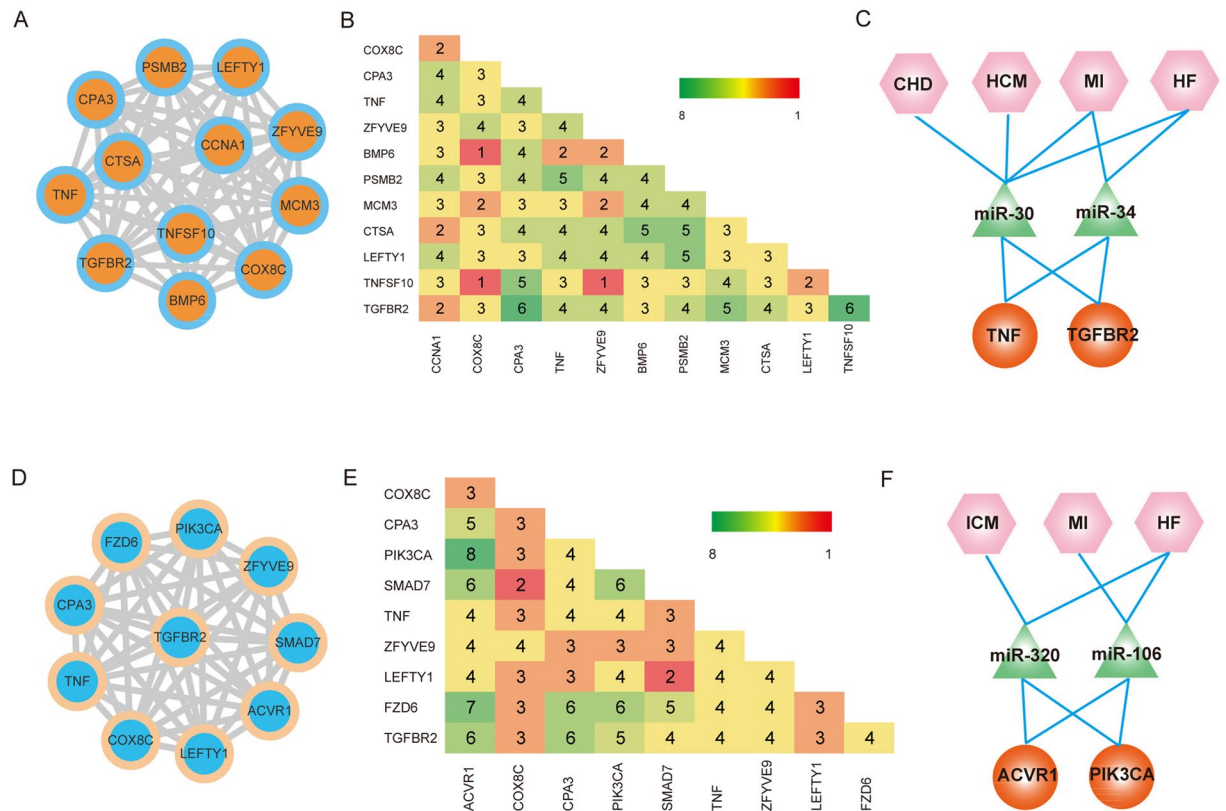 A
PSMB2
LEFTY1
CPA3
ZFYVE9
CCNA1
CTSA
TNF
MCM3
TNFSF10
TGFBR2
COX8C
BMP6
B
COX8C 2
CPA3 4 3
TNF 4 3 4
ZFYVE9 3 4 3 4
BMP6 3 1 4 2 2
PSMB2 4 3 4 5 4 4
MCM3 3 2 3 3 2 4 4
CTSA 2 3 4 4 4 5 5 3
LEFTY1 4 3 3 4 4 4 5 3 3
TNFSF10 3 1 5 3 1 3 3 4 3 2
TGFBR2 2 3 6 4 4 3 4 5 4 3 6
CCNA1 COX8C CPA3 TNF ZFYVE9 BMP6 PSMB2 MCM3 CTSA LEFTY1 TNFSF10
8 1
C
CHD HCM MI HF
miR-30 miR-34
TNF TGFBR2
D
PIK3CA
FZD6
ZFYVE9
CPA3
TGFBR2
SMAD7
TNF
ACVR1
COX8C
LEFTY1
E
COX8C 3
CPA3 5 3
PIK3CA 8 3 4
SMAD7 6 2 4 6
TNF 4 3 4 4 3
ZFYVE9 4 4 3 3 3 4
LEFTY1 4 3 3 4 2 4 4
FZD6 7 3 6 6 5 4 4 3
TGFBR2 6 3 6 5 4 4 4 3 4
ACVR1 COX8C CPA3 PIK3CA SMAD7 TNF ZFYVE9 LEFTY1 FZD6
8 1
F
ICM MI HF
miR-320 miR-106
ACVR1 PIK3CA